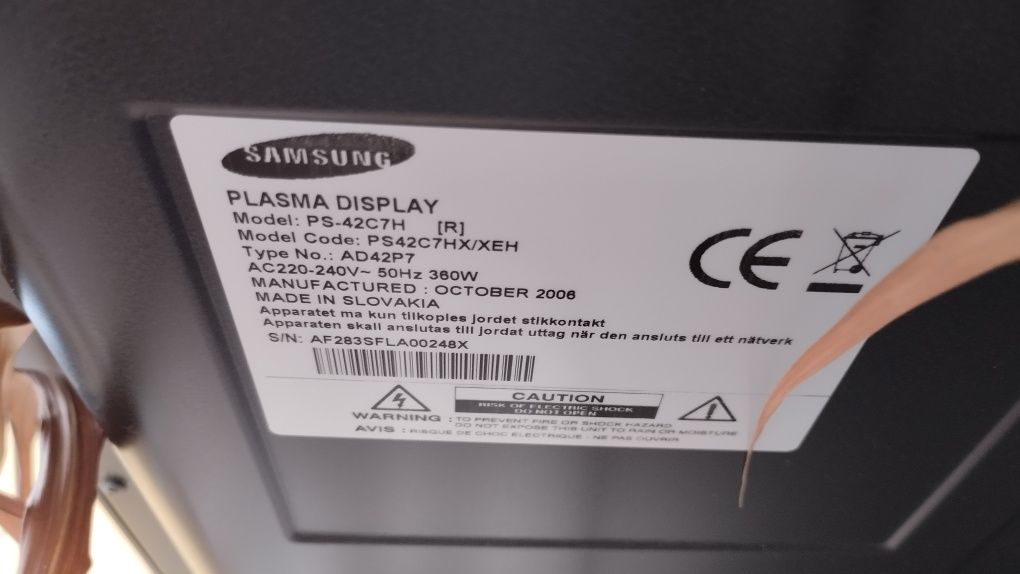 SAMSUNG
PLASMA DISPLAY
Model: PS-42C7H [R]
Model Code: PS42C7HX/XEH
Type No.: AD42P7
AC220-240V~ 50Hz 360W
MANUFACTURED : OCTOBER 2006
MADE IN SLOVAKIA
Apparatet ma kun tilkoples jordet stikkontakt
Apparaten skall anslutas till jordat uttag når den ansluts till ett nätverk
S/N: AF283SFLA00248X
CE
CAUTION
RISK OF ELECTRIC SHOCK
DO NOT OPEN
WARNING : TO PREVENT FIRE OR SHOCK HAZARD,
DO NOT EXPOSE THIS UNIT TO RAIN OR MOISTURE
AVIS : RISQUE DE CHOC ELECTRIQUE - NE PAS OUVRIR